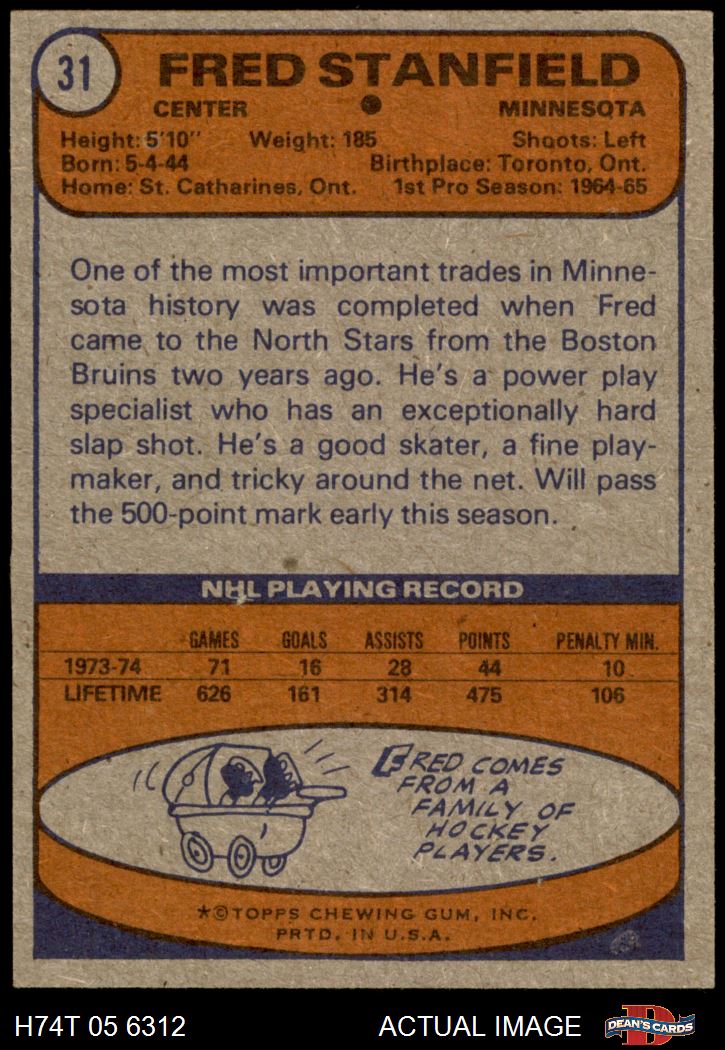 31
FRED STANFIELD
CENTER • MINNESOTA
Height: 5'10" Weight: 185 Shoots: Left
Born: 5-4-44 Birthplace: Toronto, Ont.
Home: St. Catharines, Ont. 1st Pro Season: 1964-65
One of the most important trades in Minne-
sota history was completed when Fred
came to the North Stars from the Boston
Bruins two years ago. He's a power play
specialist who has an exceptionally hard
slap shot. He's a good skater, a fine play-
maker, and tricky around the net. Will pass
the 500-point mark early this season.
NHL PLAYING RECORD
GAMES GOALS ASSISTS POINTS PENALTY MIN.
1973-74 71 16 28 44 10
LIFETIME 626 161 314 475 106
FRED COMES
FROM A
FAMILY OF
HOCKEY
PLAYERS.
★©TOPPS CHEWING GUM, INC.
PRTD. IN U.S.A.
H74T 05 6312 ACTUAL IMAGE
D
DEAN'S CARDS